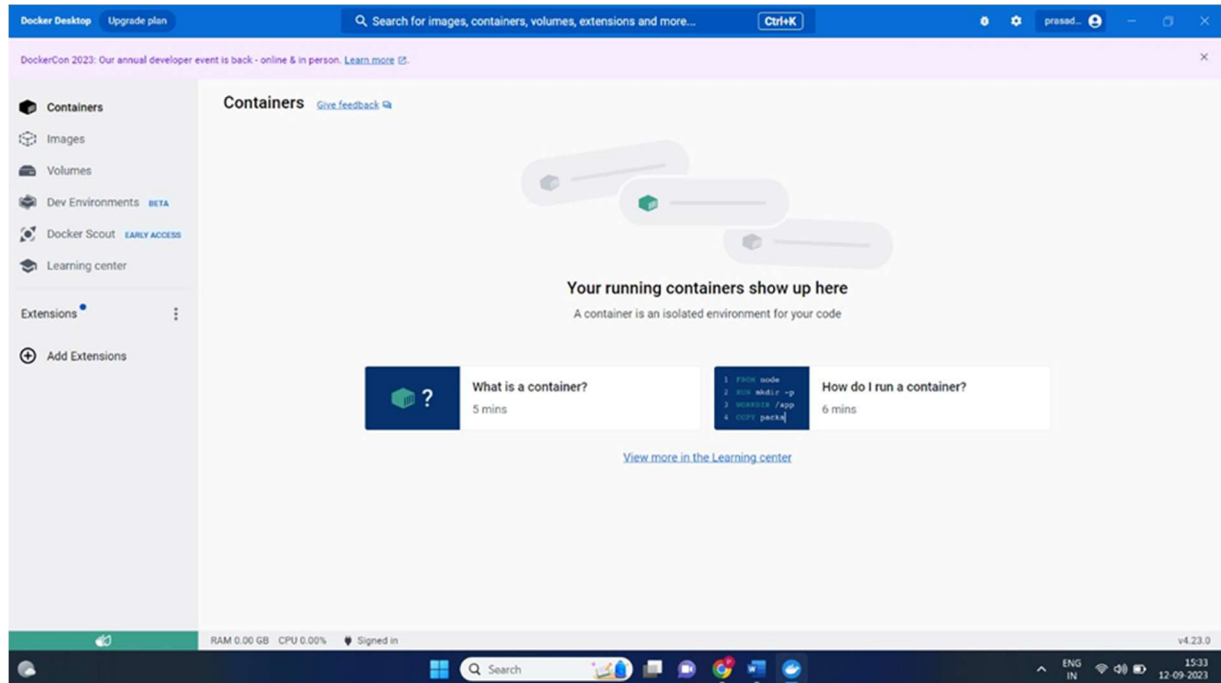 Docker Desktop Upgrade plan Search for images, containers, volumes, extensions and more... Ctrl+K prasad...
DockerCon 2023: Our annual developer event is back - online & in person. Learn more
Containers
Images
Volumes
Dev Environments BETA
Docker Scout EARLY ACCESS
Learning center
Extensions
Add Extensions
Containers Give feedback
Your running containers show up here
A container is an isolated environment for your code
?
What is a container?
5 mins
1 FROM node
2 RUN mkdir -p
3 WORKDIR /app
4 COPY packa
How do I run a container?
6 mins
View more in the Learning center
RAM 0.00 GB CPU 0.00% Signed in v4.23.0
Search
ENG
IN
15:33
12-09-2023